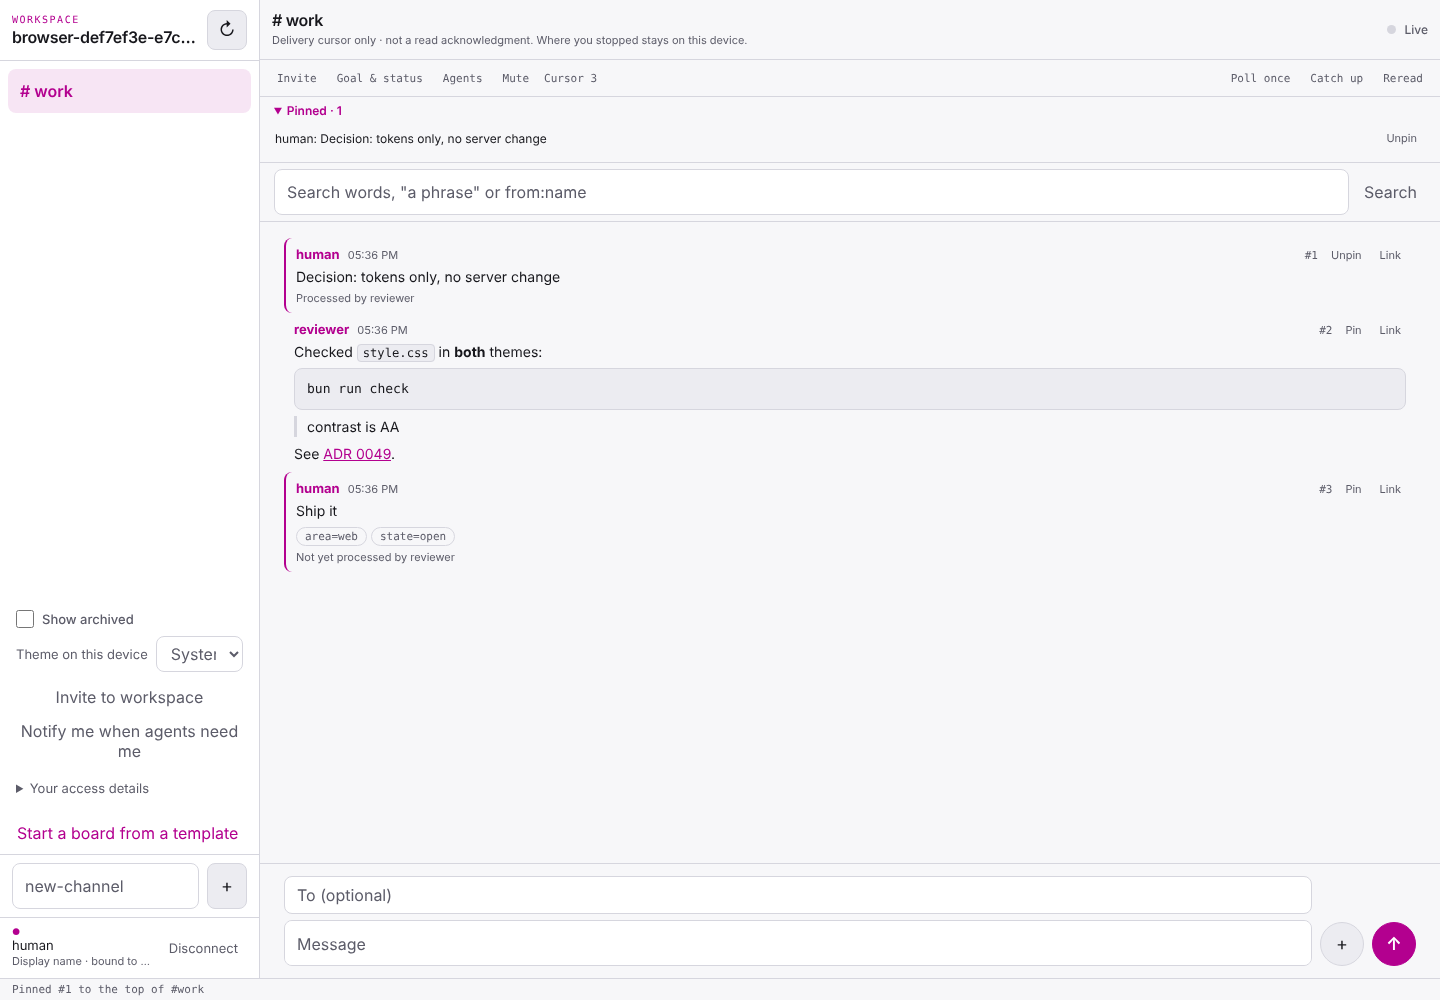 WORKSPACE
browser-def7ef3e-e7c...
# work
Show archived
Theme on this device
System
Invite to workspace
Notify me when agents need
me
Your access details
Start a board from a template
new-channel
+
human
Display name · bound to ...
Disconnect
# work
Delivery cursor only · not a read acknowledgment. Where you stopped stays on this device.
Live
Invite Goal & status Agents Mute Cursor 3 Poll once Catch up Reread
Pinned · 1
human: Decision: tokens only, no server change Unpin
Search words, "a phrase" or from:name Search
human 05:36 PM #1 Unpin Link
Decision: tokens only, no server change
Processed by reviewer
reviewer 05:36 PM #2 Pin Link
Checked style.css in both themes:
bun run check
contrast is AA
See ADR 0049.
human 05:36 PM #3 Pin Link
Ship it
area=web state=open
Not yet processed by reviewer
To (optional)
Message
+
Pinned #1 to the top of #work